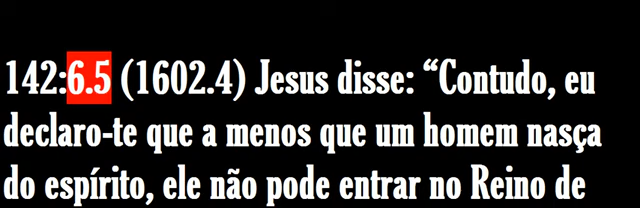 142:6.5 (1602.4) Jesus disse: “Contudo, eu
declaro-te que a menos que um homem nasça
do espírito, ele não pode entrar no Reino de